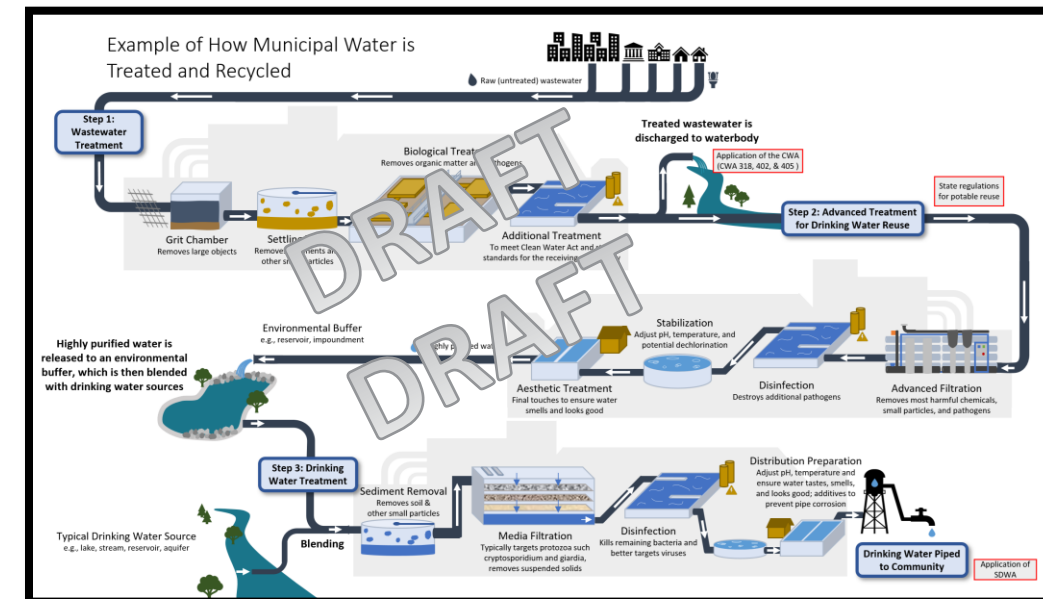 Example of How Municipal Water is
Treated and Recycled
Raw (untreated) wastewater
Step 1:
Wastewater
Treatment
Treated wastewater is
discharged to waterbody
Application of the CWA
(CWA 318, 402, & 405 )
State regulations
for potable reuse
Step 2: Advanced Treatment
for Drinking Water Reuse
Biological
Removes organic matter
Grit Chamber
Removes large objects
other
Additional Treatment
To meet Clean Water Act and
standards for the receiving
DRAFT
DRAFT
Highly purified water is
released to an environmental
buffer, which is then blended
with drinking water sources
Environmental Buffer
e.g., reservoir, impoundment
purified
Aesthetic Treatment
Final touches to ensure water
smells and looks good
Stabilization
Adjust pH, temperature, and
potential dechlorination
Disinfection
Destroys additional pathogens
Advanced Filtration
Removes most harmful chemicals,
small particles, and pathogens
Step 3: Drinking
Water Treatment
Typical Drinking Water Source
e.g., lake, stream, reservoir, aquifer
Blending
Sediment Removal
Removes soil &
other small particles
Media Filtration
Typically targets protozoa such
cryptosporidium and giardia,
removes suspended solids
Disinfection
Kills remaining bacteria and
better targets viruses
Distribution Preparation
Adjust pH, temperature and
ensure water tastes, smells,
and looks good; additives to
prevent pipe corrosion
Drinking Water Piped
to Community
Application of
SDWA